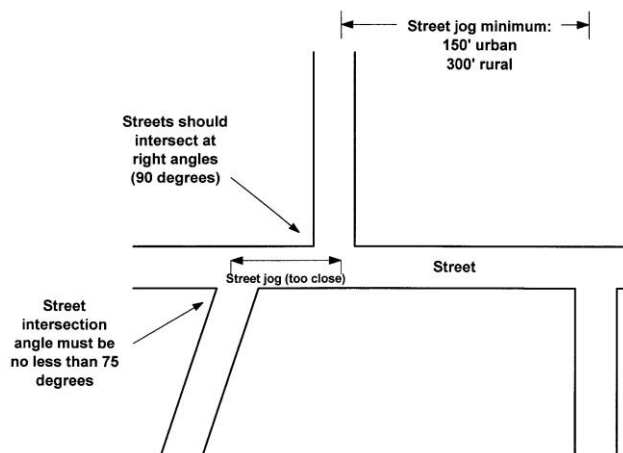 Street jog minimum:
150' urban
300' rural
Streets should
intersect at
right angles
(90 degrees)
Street jog (too close)
Street
Street
intersection
angle must be
no less than 75
degrees